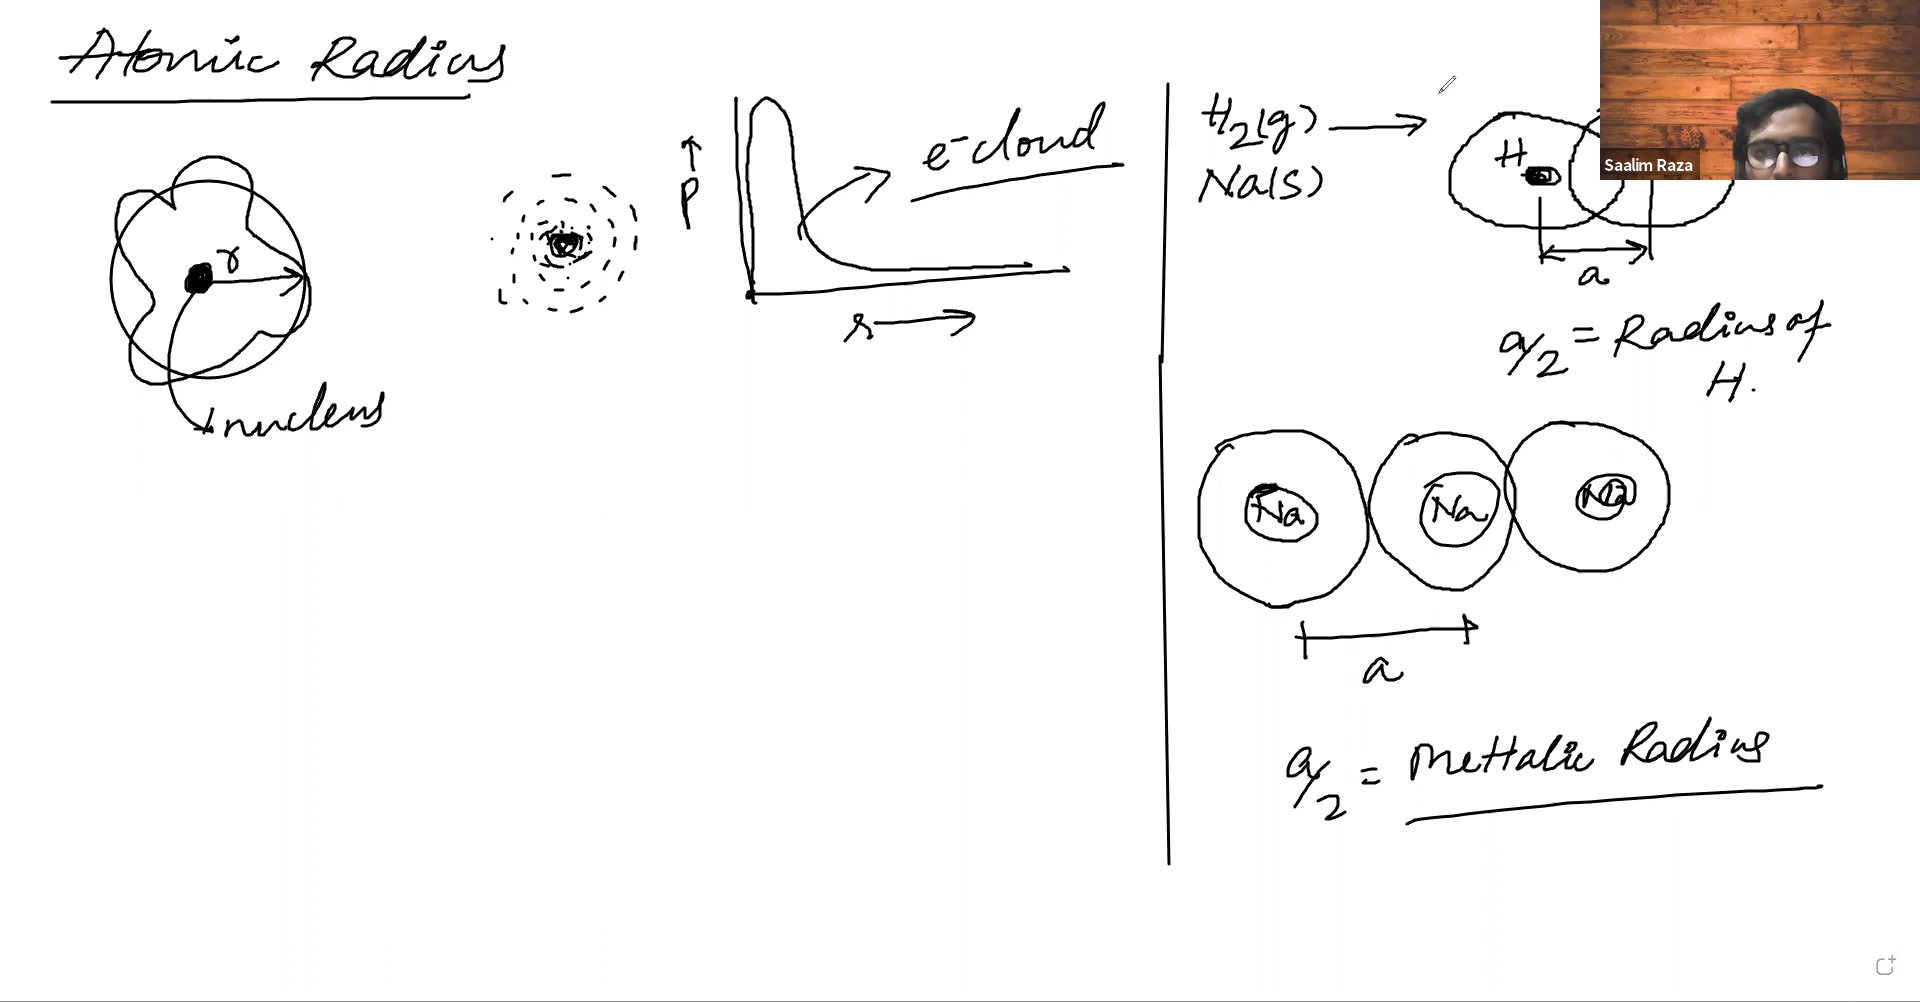 Atomic Radius
r
nucleus
P
e⁻cloud
r
H₂(g)
Na(s)
H
Saalim Raza
a
a/2 = Radius of
H.
Na
Na
Na
a
a/2 = Mettalic Radius